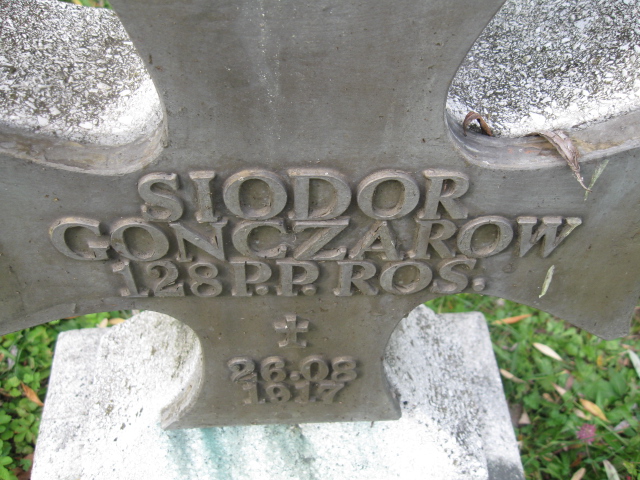 SIODOR
GONCZAROW
128 P.P. ROS.
26.08
1917